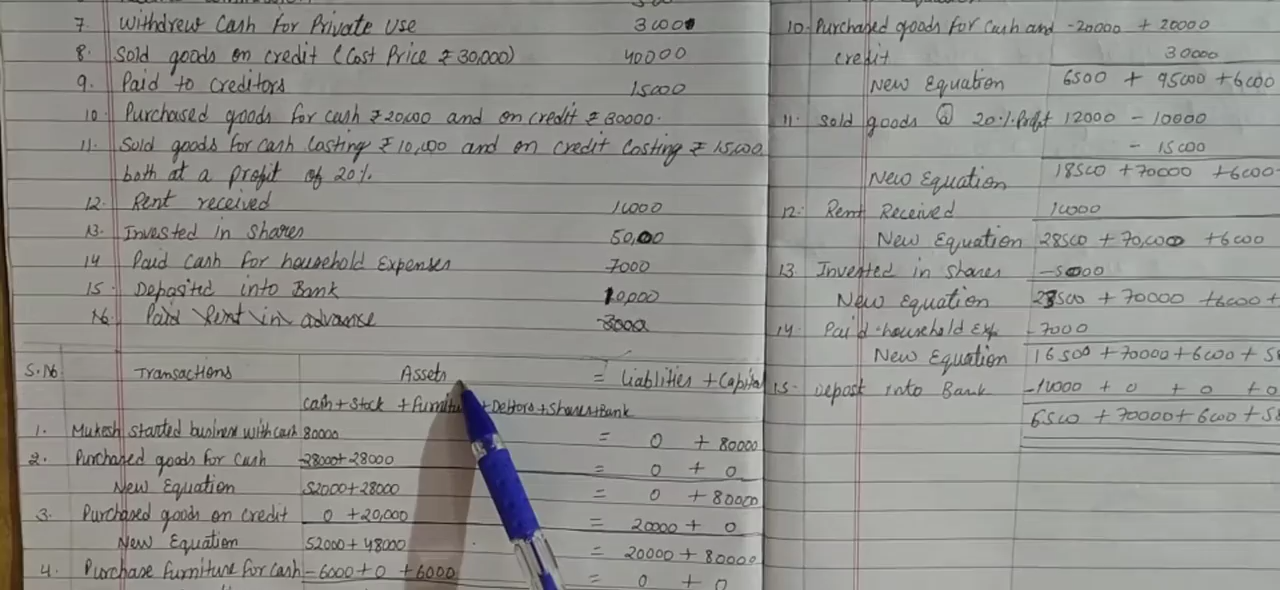 7. Withdrew Cash for Private Use 3000
8. Sold goods on credit (Cost Price ₹ 30,000) 40000
9. Paid to creditors 15000
10. Purchased goods for cash ₹ 20,000 and on credit ₹ 30000.
11. Sold goods for cash Costing ₹ 10,000 and on credit Costing ₹ 15,000
both at a profit of 20%.
12. Rent received 10000
13. Invested in shares
14 Paid Cash for household Expenses 7000
15. Deposited into Bank 10,000
16. Paid Rent in advance 3000
S.No Transactions Assets = Liablities + Capital
Cash + Stock + Furniture + Debtors + Shares + Bank
1. Mukesh started business with cash 80000 = 0 + 80000
2. Purchased goods for Cash -28000 + 28000 = 0 + 0
New Equation 52000 + 28000 = 0 + 80000
3. Purchased goods on credit 0 + 20,000 = 20000 + 0
New Equation 52000 + 48000 = 20000 + 80000
4. Purchase furniture for cash - 6000 + 0 + 6000 = 0 + 0
10. Purchased goods for Cash and -20000 + 20000
credit 30000
New Equation 6500 + 95000 + 6000
11. Sold goods @ 20% Profit 12000 - 10000
- 15000
New Equation 18500 + 70000 + 6000
12. Rent Received 10000
New Equation 28500 + 70,000 + 6000
13. Invested in shares -5000
New Equation 23500 + 70000 + 6000 +
14. Paid household Exp. -7000
New Equation 16500 + 70000 + 6000 +
15. Deposit into Bank -10000 + 0 + 0 + 0
6500 + 70000 + 6000 +